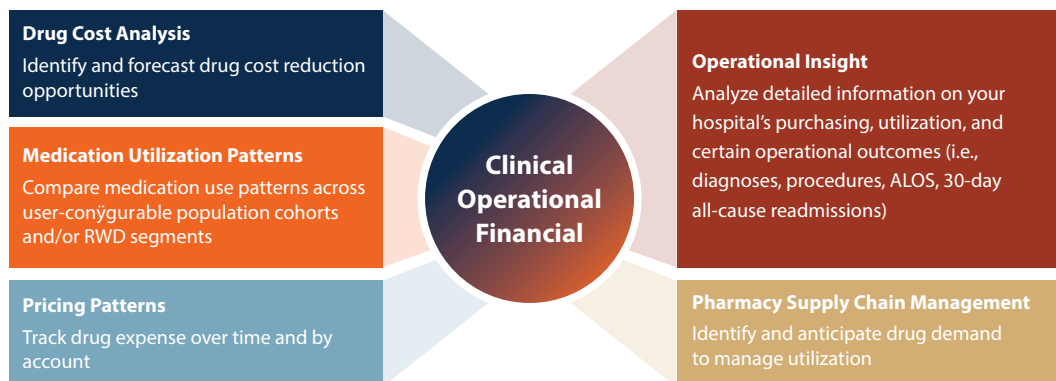 Drug Cost Analysis
Identify and forecast drug cost reduction
opportunities
Medication Utilization Patterns
Compare medication use patterns across
user-conÿgurable population cohorts
and/or RWD segments
Pricing Patterns
Track drug expense over time and by
account
Clinical
Operational
Financial
Operational Insight
Analyze detailed information on your
hospital’s purchasing, utilization, and
certain operational outcomes (i.e.,
diagnoses, procedures, ALOS, 30-day
all-cause readmissions)
Pharmacy Supply Chain Management
Identify and anticipate drug demand
to manage utilization